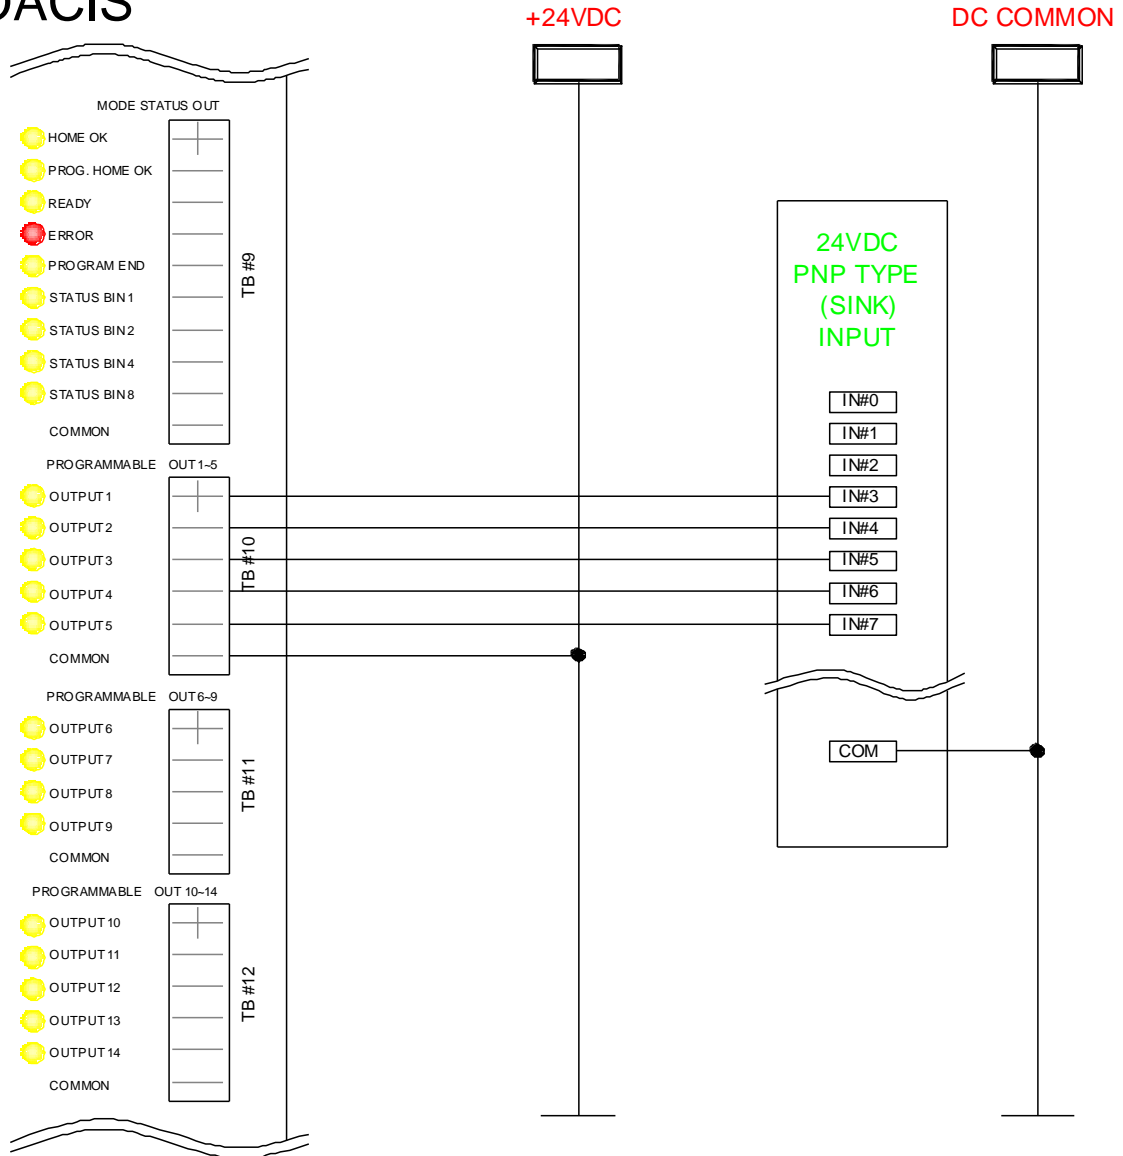 +24VDC
DC COMMON
MODE STATUS OUT
HOME OK
PROG. HOME OK
READY
ERROR
PROGRAM END
STATUS BIN1
STATUS BIN2
STATUS BIN4
STATUS BIN8
COMMON
TB #9
PROGRAMMABLE OUT1~5
OUTPUT1
OUTPUT2
OUTPUT3
OUTPUT4
OUTPUT5
COMMON
TB #10
PROGRAMMABLE OUT6~9
OUTPUT6
OUTPUT7
OUTPUT8
OUTPUT9
COMMON
TB #11
PROGRAMMABLE OUT 10~14
OUTPUT10
OUTPUT11
OUTPUT12
OUTPUT13
OUTPUT14
COMMON
TB #12
24VDC
PNP TYPE
(SINK)
INPUT
IN#0
IN#1
IN#2
IN#3
IN#4
IN#5
IN#6
IN#7
COM